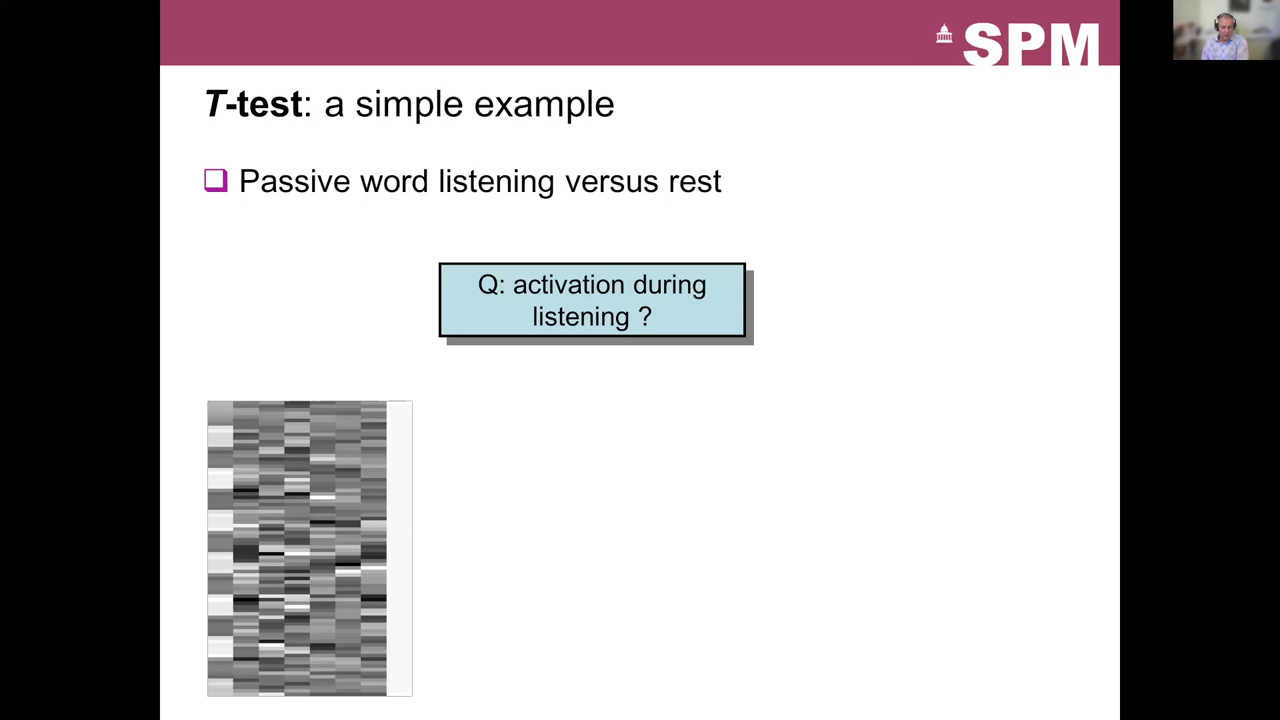 SPM
T-test: a simple example
Passive word listening versus rest
Q: activation during
listening ?